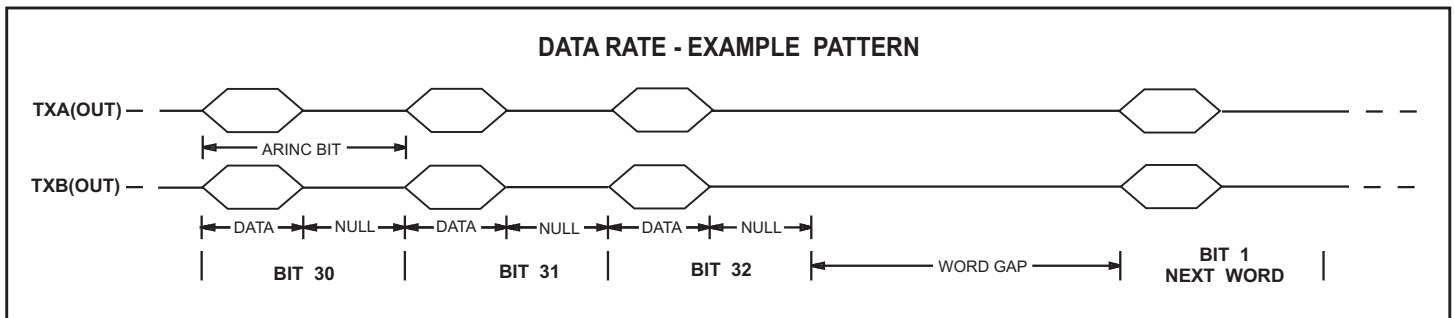 DATA RATE - EXAMPLE PATTERN
TXA(OUT)
ARINC BIT
TXB(OUT)
DATA NULL DATA NULL DATA NULL
BIT 30 BIT 31 BIT 32 WORD GAP BIT 1
NEXT WORD